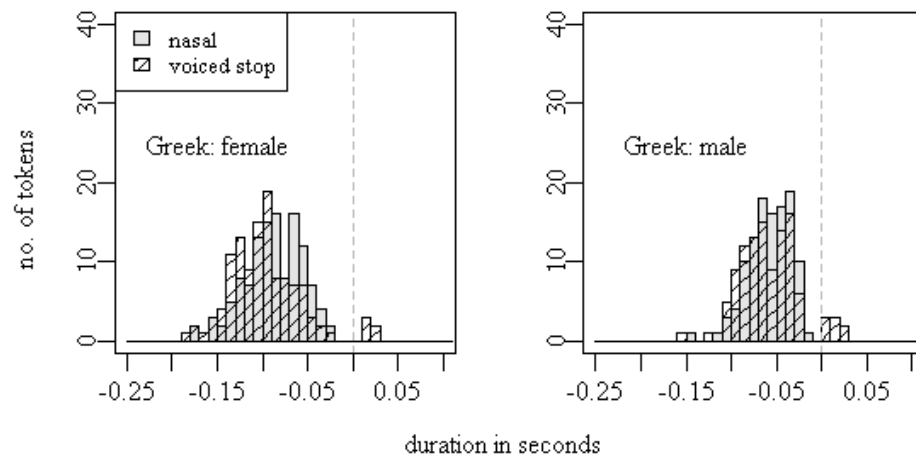 nasal
voiced stop
Greek: female
Greek: male
no. of tokens
40
30
20
10
0
40
30
20
10
0
-0.25 -0.15 -0.05 0.05
-0.25 -0.15 -0.05 0.05
duration in seconds